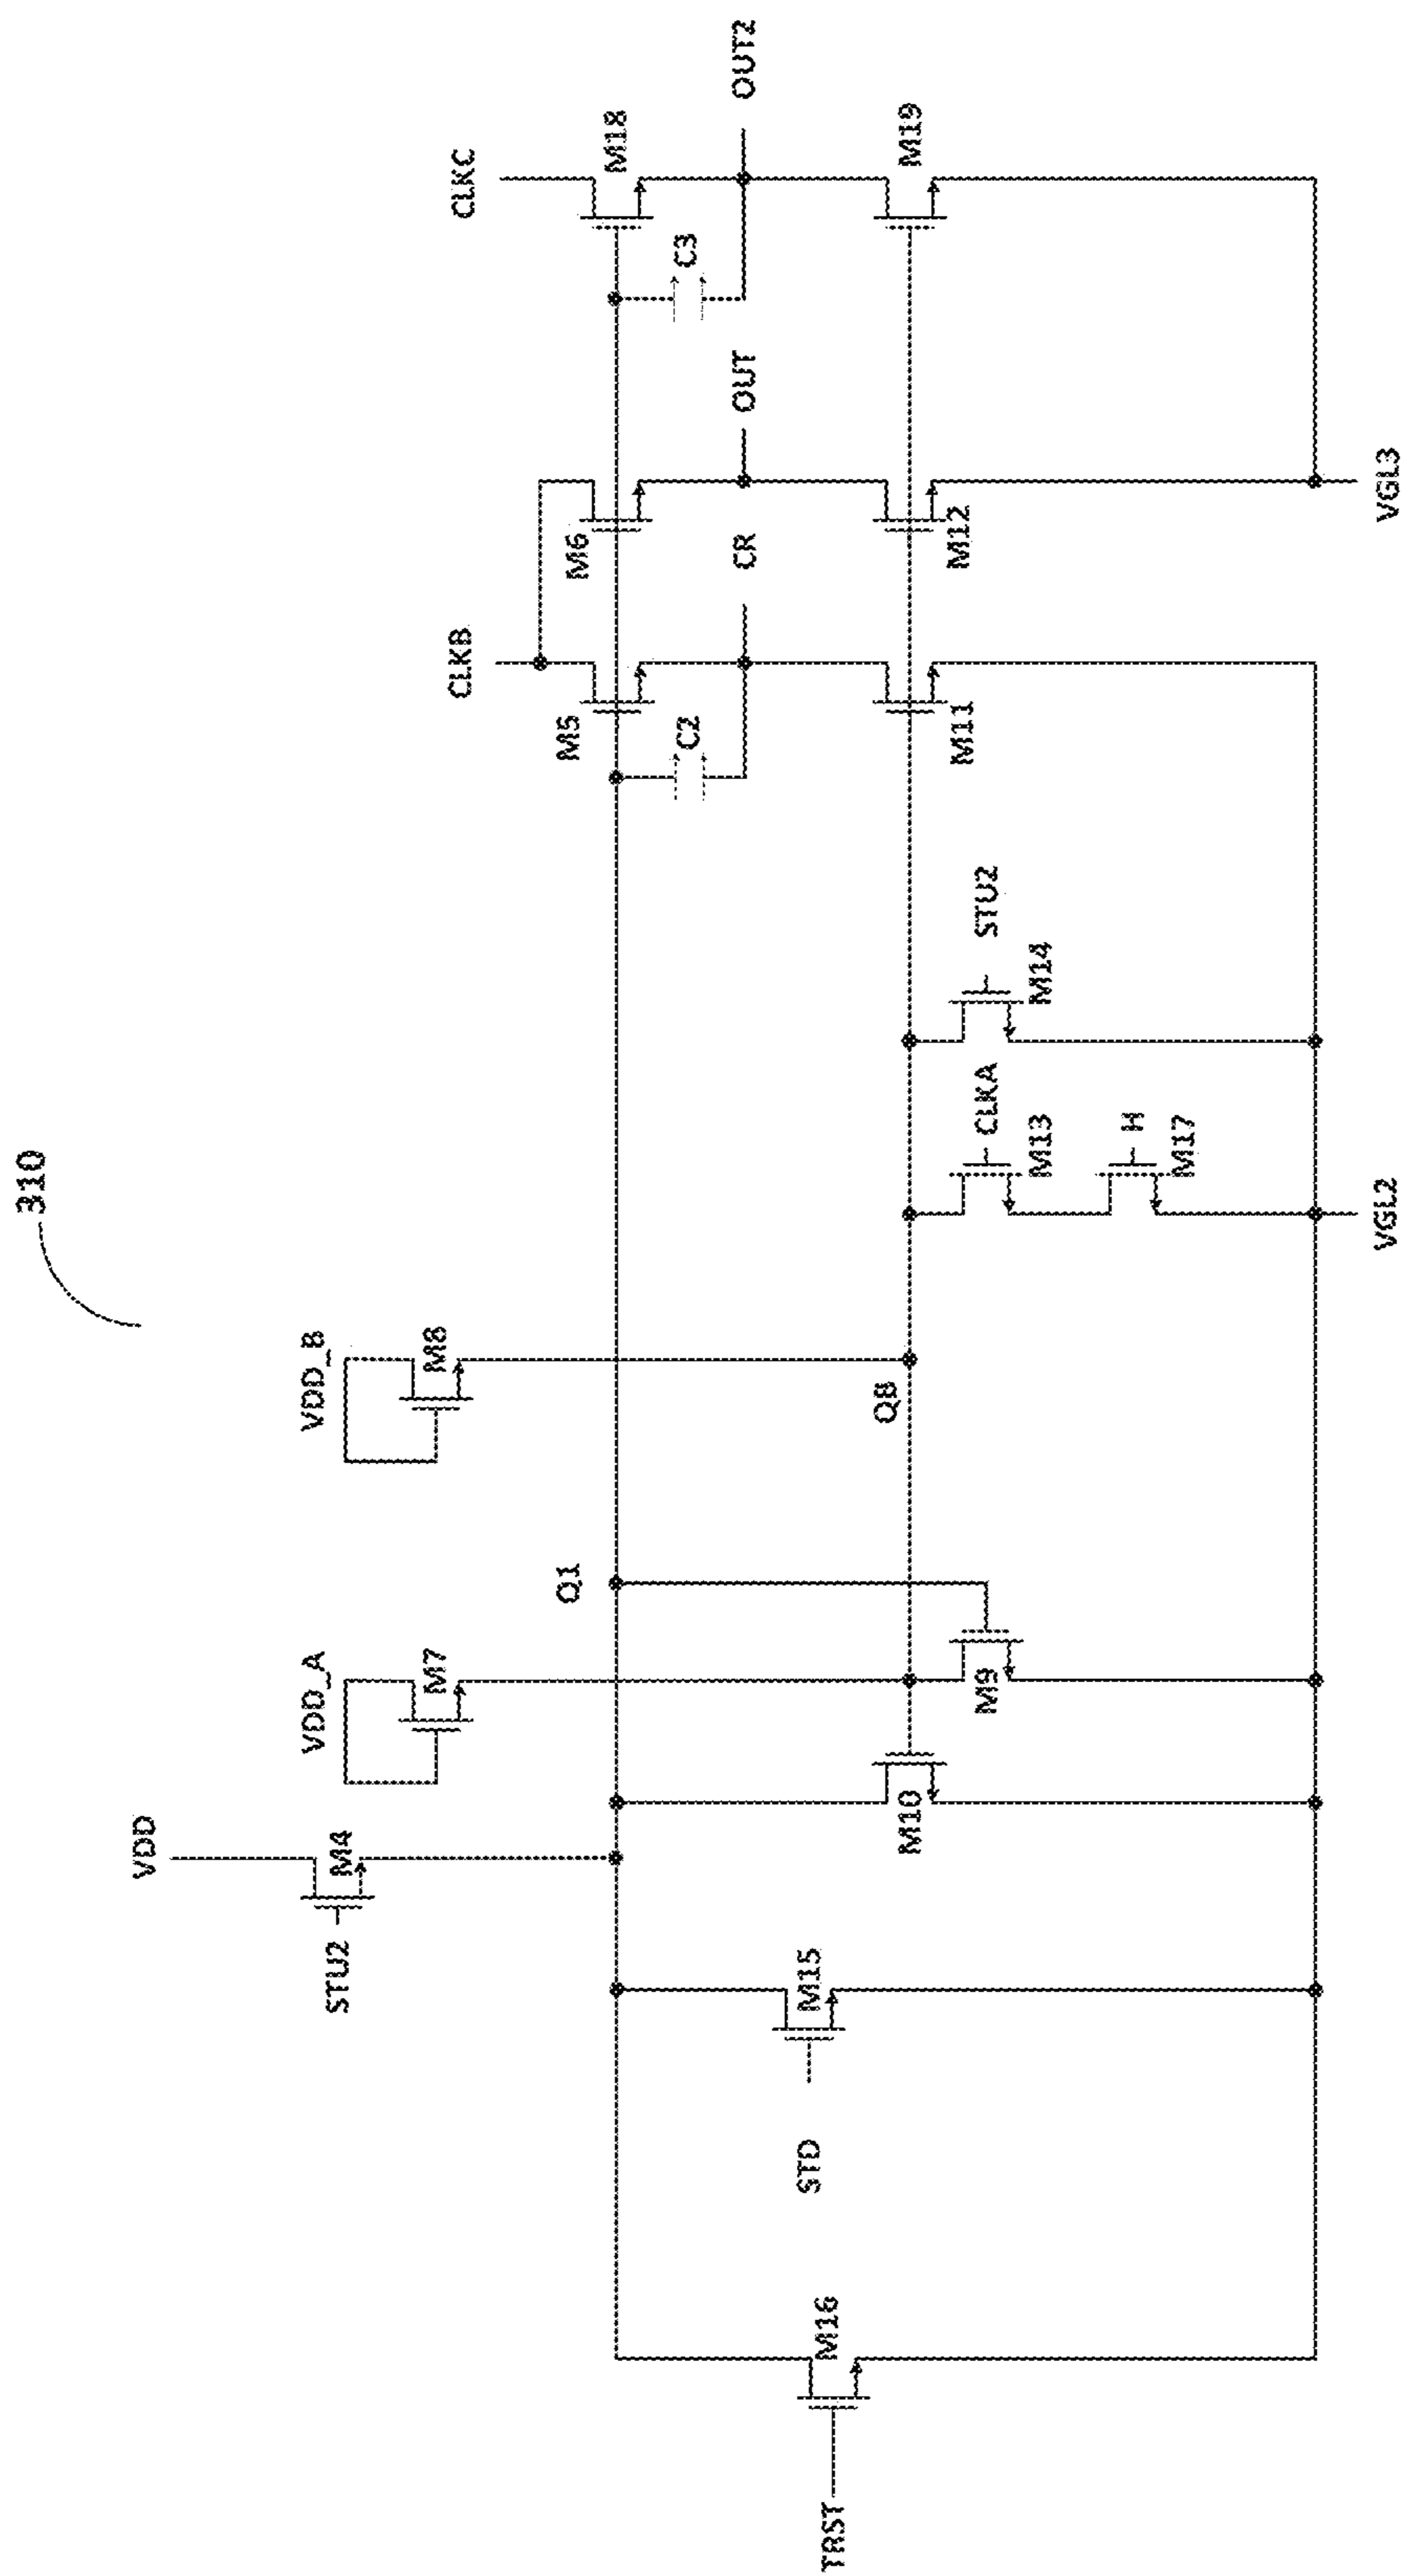 310
VDD
STU2
M4
VDD_A
M7
VDD_B
M8
CLKB
CLKC
Q1
M5
M6
M18
C2
C3
CR
OUT
OUT2
TRST
M16
STD
M15
M10
M9
QB
CLKA
M13
H
M17
STU2
M14
M11
M12
M19
VGL2
VGL3